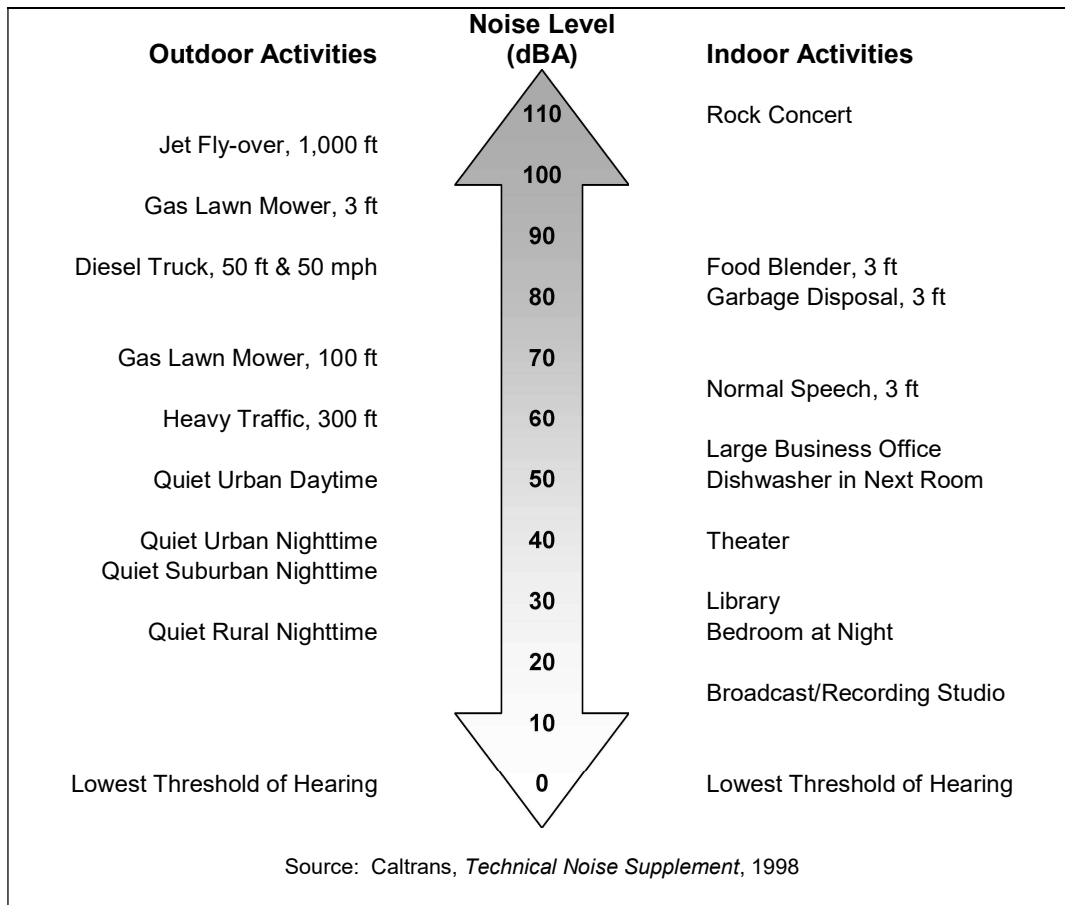 Noise Level
(dBA)
Outdoor Activities
Indoor Activities
110
Rock Concert
Jet Fly-over, 1,000 ft
100
Gas Lawn Mower, 3 ft
90
Diesel Truck, 50 ft & 50 mph
Food Blender, 3 ft
80
Garbage Disposal, 3 ft
Gas Lawn Mower, 100 ft
70
Normal Speech, 3 ft
Heavy Traffic, 300 ft
60
Large Business Office
Quiet Urban Daytime
50
Dishwasher in Next Room
Quiet Urban Nighttime
40
Theater
Quiet Suburban Nighttime
30
Library
Quiet Rural Nighttime
Bedroom at Night
20
Broadcast/Recording Studio
10
Lowest Threshold of Hearing
0
Lowest Threshold of Hearing
Source: Caltrans, Technical Noise Supplement, 1998